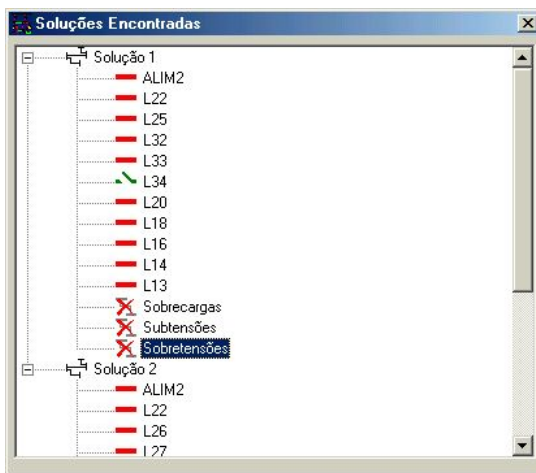 Soluções Encontradas
Solução 1
ALIM2
L22
L25
L32
L33
L34
L20
L18
L16
L14
L13
Sobrecargas
Subtensões
Sobretensões
Solução 2
ALIM2
L22
L26
L27